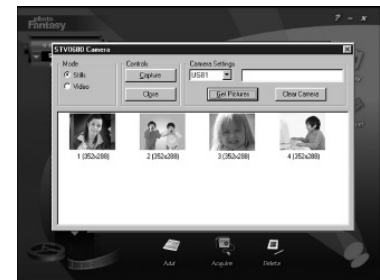 photo
Fantasy
? - x
STV0680 Camera
Mode
Stills
Video
Controls
Capture
Close
Camera Settings
USB1
Get Pictures
Clear Camera
1 (352x288)
2 (352x288)
3 (352x288)
4 (352x288)
Add
Acquire
Delete